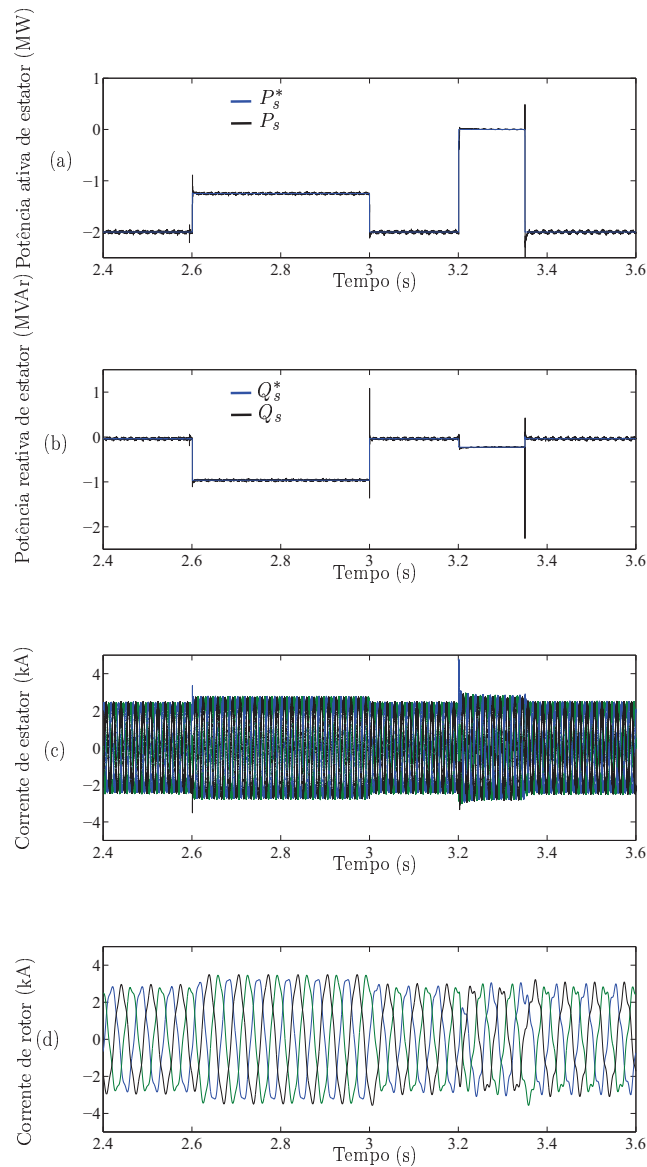 Potência ativa de estator (MW)
(a)
1
0
−1
−2
P*s
Ps
2.4 2.6 2.8 3 3.2 3.4 3.6
Tempo (s)
Potência reativa de estator (MVAr)
(b)
1
0
−1
−2
Q*s
Qs
2.4 2.6 2.8 3 3.2 3.4 3.6
Tempo (s)
Corrente de estator (kA)
(c)
4
2
0
−2
−4
2.4 2.6 2.8 3 3.2 3.4 3.6
Tempo (s)
Corrente de rotor (kA)
(d)
4
2
0
−2
−4
2.4 2.6 2.8 3 3.2 3.4 3.6
Tempo (s)